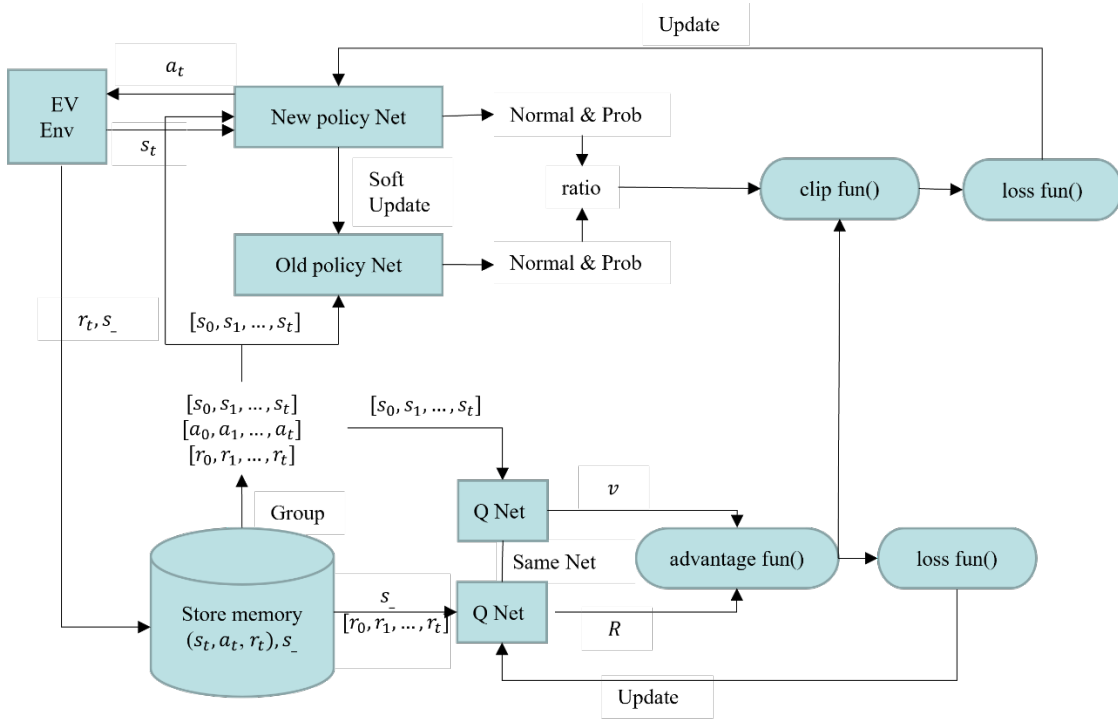 Update
a_t
EV
Env
New policy Net
Normal & Prob
s_t
Soft
Update
ratio
clip fun()
loss fun()
Old policy Net
Normal & Prob
r_t, s_
[s_0, s_1, ..., s_t]
[s_0, s_1, ..., s_t]
[a_0, a_1, ..., a_t]
[r_0, r_1, ..., r_t]
[s_0, s_1, ..., s_t]
Group
Q Net
v
Same Net
advantage fun()
loss fun()
Store memory
(s_t, a_t, r_t), s_
s_
[r_0, r_1, ..., r_t]
Q Net
R
Update